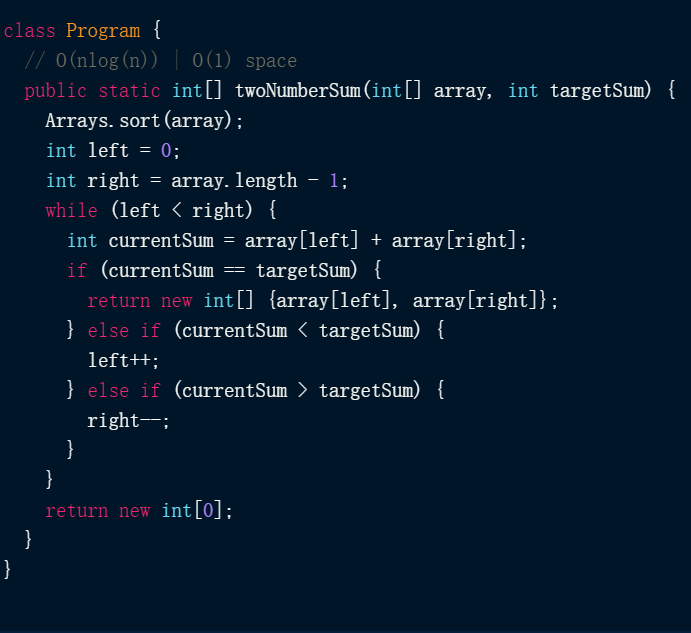 class Program {
  // O(nlog(n)) | O(1) space
  public static int[] twoNumberSum(int[] array, int targetSum) {
    Arrays.sort(array);
    int left = 0;
    int right = array.length - 1;
    while (left < right) {
      int currentSum = array[left] + array[right];
      if (currentSum == targetSum) {
        return new int[] {array[left], array[right]};
      } else if (currentSum < targetSum) {
        left++;
      } else if (currentSum > targetSum) {
        right--;
      }
    }
    return new int[0];
  }
}